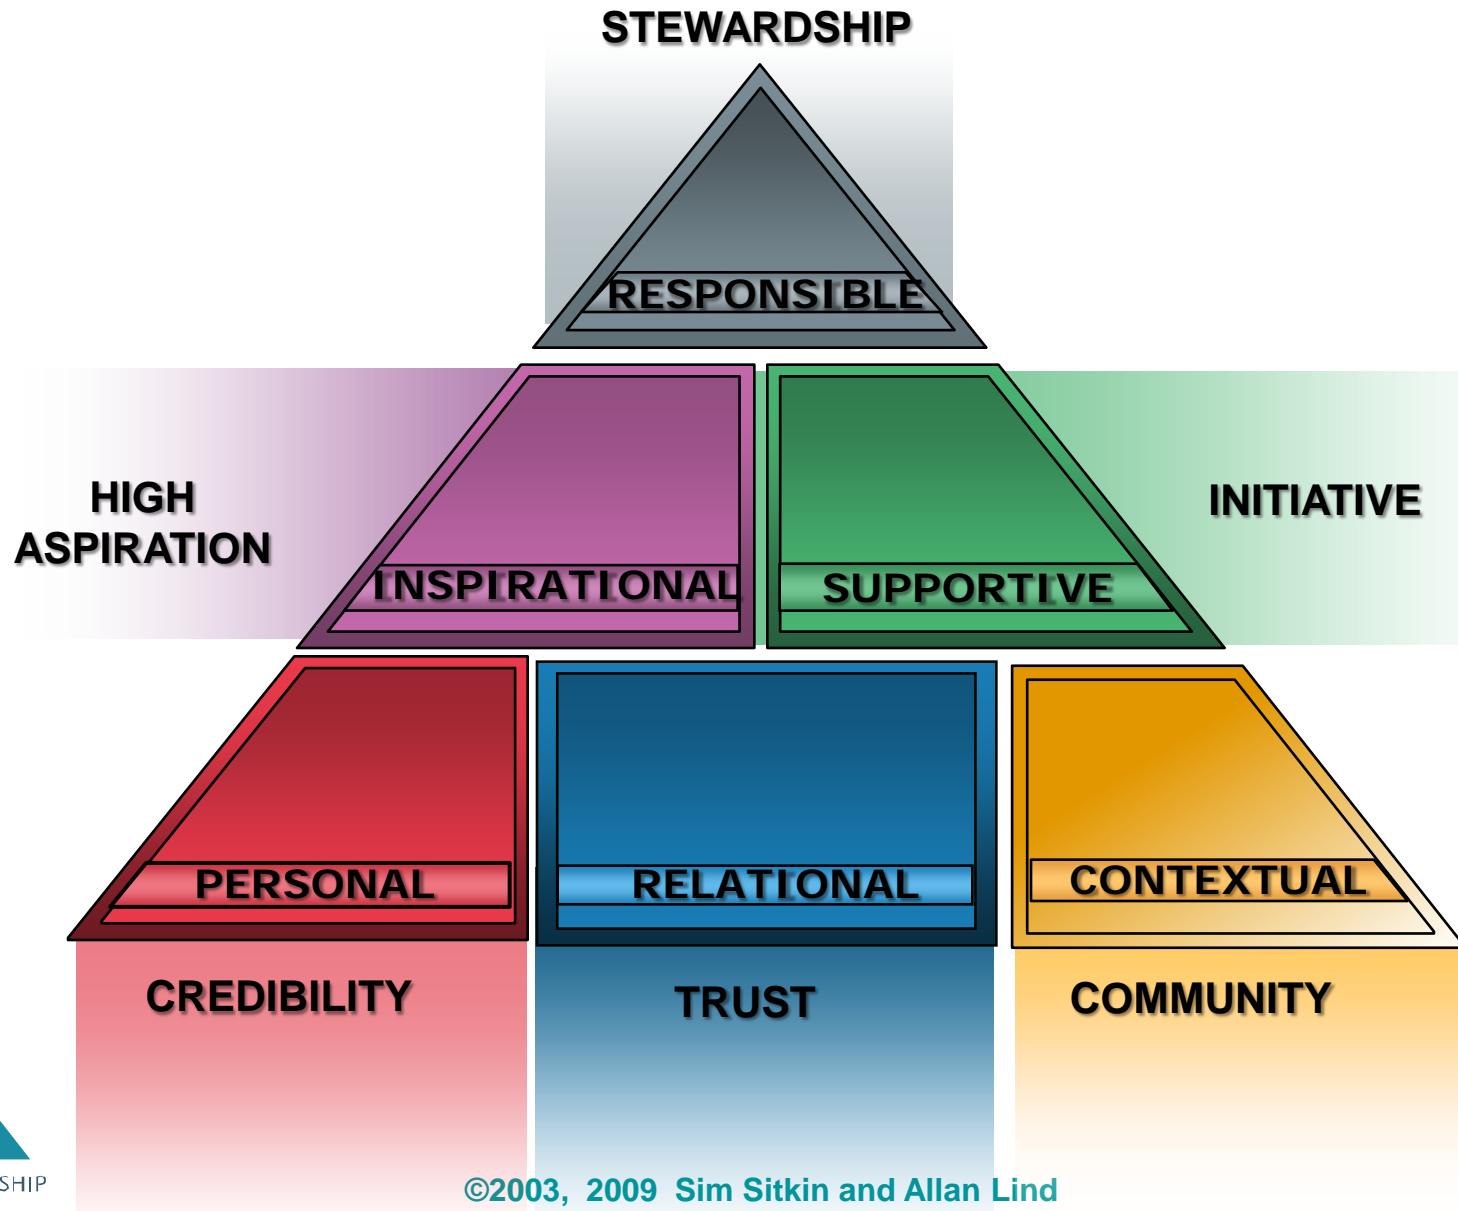 STEWARDSHIP
RESPONSIBLE
HIGH
ASPIRATION
INITIATIVE
INSPIRATIONAL
SUPPORTIVE
PERSONAL
RELATIONAL
CONTEXTUAL
CREDIBILITY
TRUST
COMMUNITY
SHIP
©2003, 2009 Sim Sitkin and Allan Lind